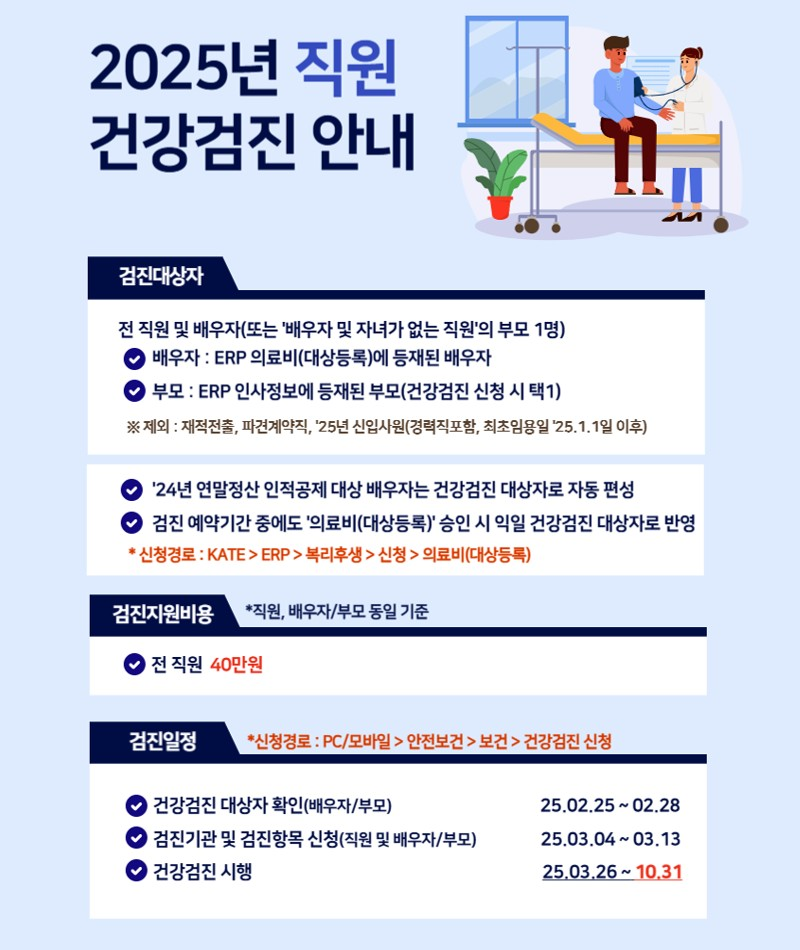 2025년 직원
건강검진 안내
검진대상자
전 직원 및 배우자(또는 '배우자 및 자녀가 없는 직원'의 부모 1명)
배우자 : ERP 의료비(대상등록)에 등재된 배우자
부모 : ERP 인사정보에 등재된 부모(건강검진 신청 시 택1)
※ 제외 : 재적전출, 파견계약직, '25년 신입사원(경력직포함, 최초임용일 '25.1.1일 이후)
'24년 연말정산 인적공제 대상 배우자는 건강검진 대상자로 자동 편성
검진 예약기간 중에도 '의료비(대상등록)' 승인 시 익일 건강검진 대상자로 반영
* 신청경로 : KATE > ERP > 복리후생 > 신청 > 의료비(대상등록)
검진지원비용 *직원, 배우자/부모 동일 기준
전 직원 40만원
검진일정 *신청경로 : PC/모바일 > 안전보건 > 보건 > 건강검진 신청
건강검진 대상자 확인(배우자/부모) 25.02.25 ~ 02.28
검진기관 및 검진항목 신청(직원 및 배우자/부모) 25.03.04 ~ 03.13
건강검진 시행 25.03.26 ~ 10.31